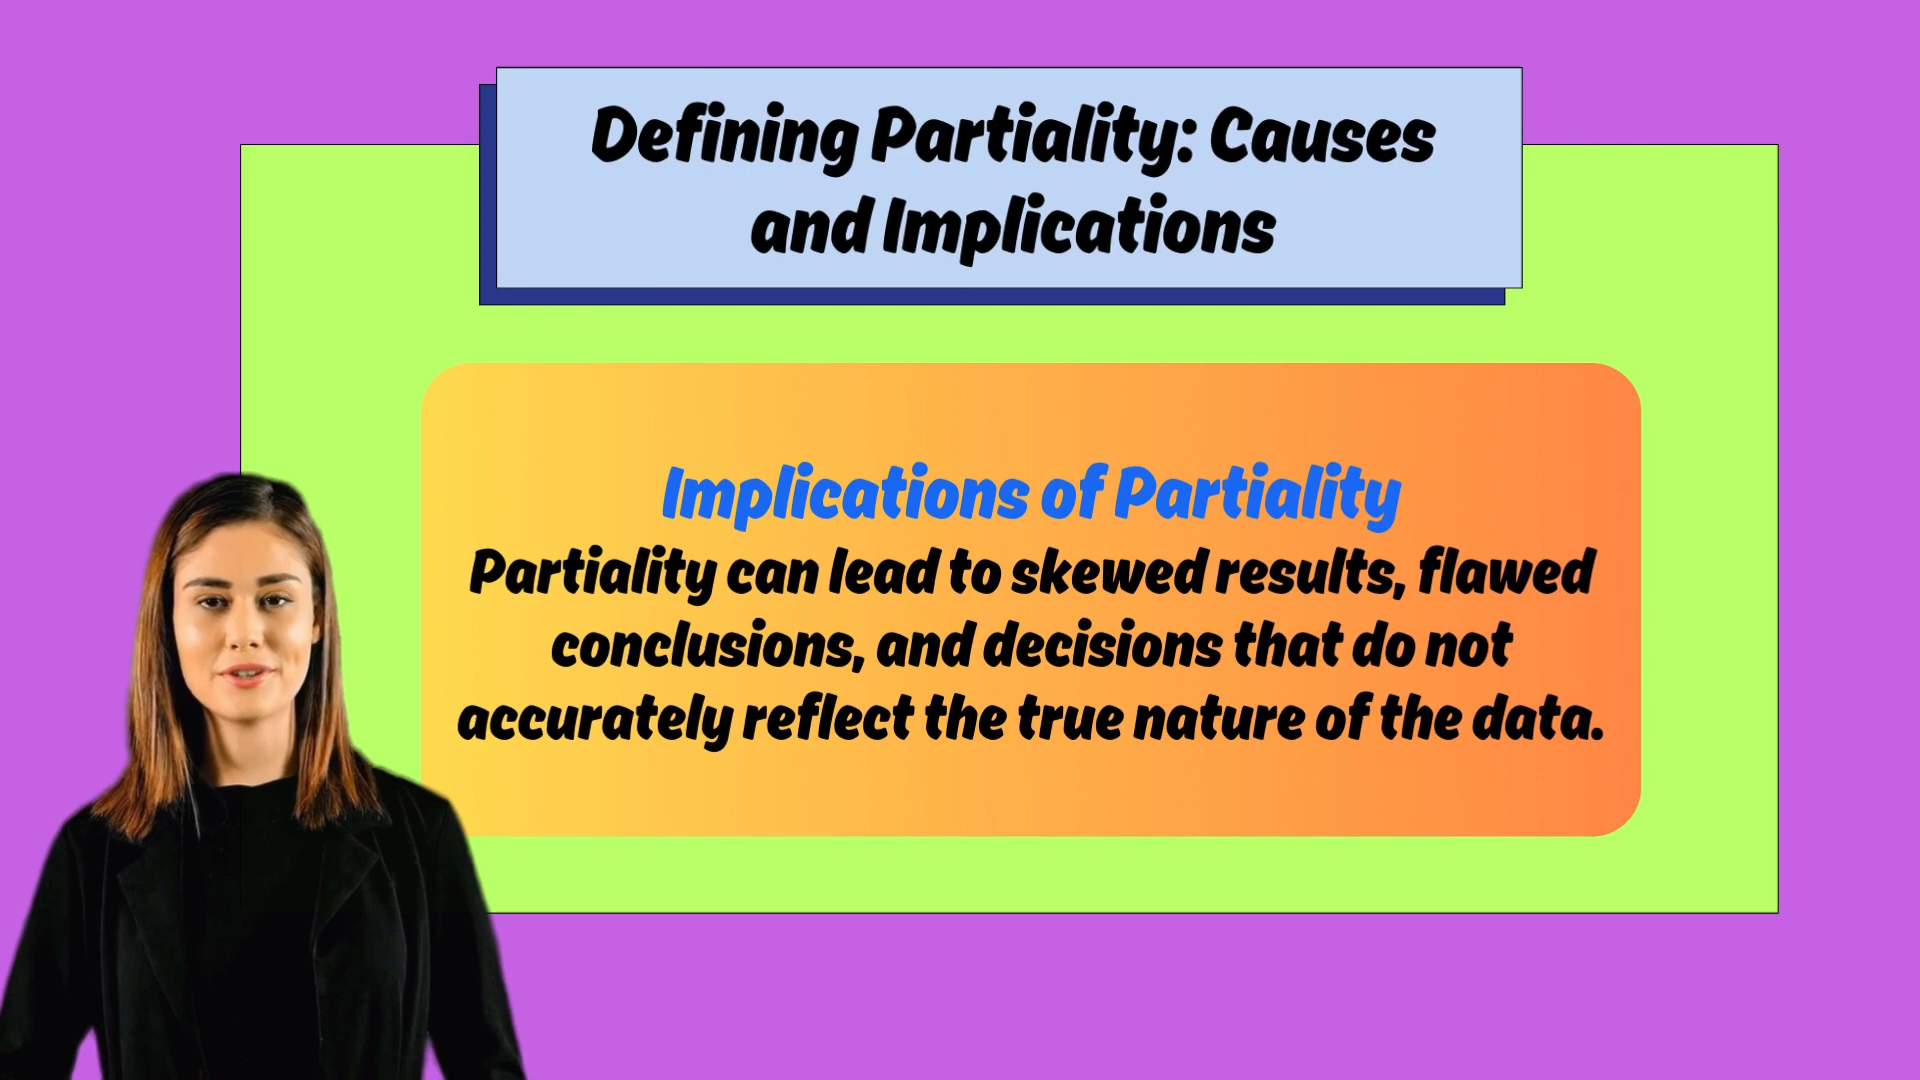 Defining Partiality: Causes
and Implications
Implications of Partiality
Partiality can lead to skewed results, flawed
conclusions, and decisions that do not
accurately reflect the true nature of the data.